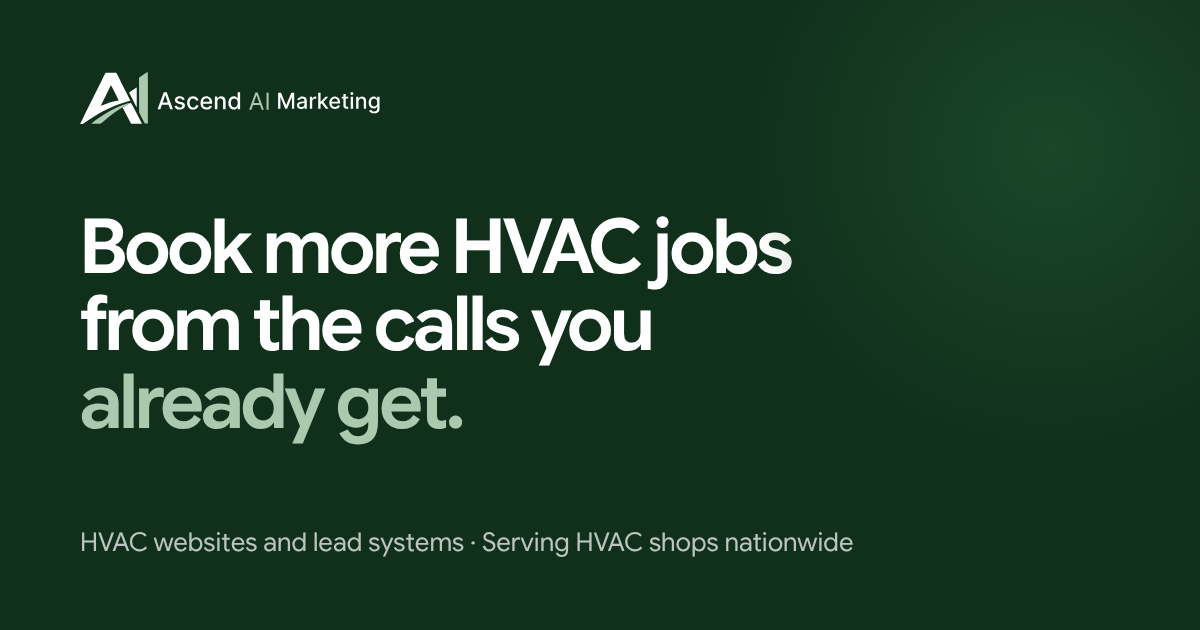 Ascend AI Marketing
Book more HVAC jobs
from the calls you
already get.
HVAC websites and lead systems · Serving HVAC shops nationwide